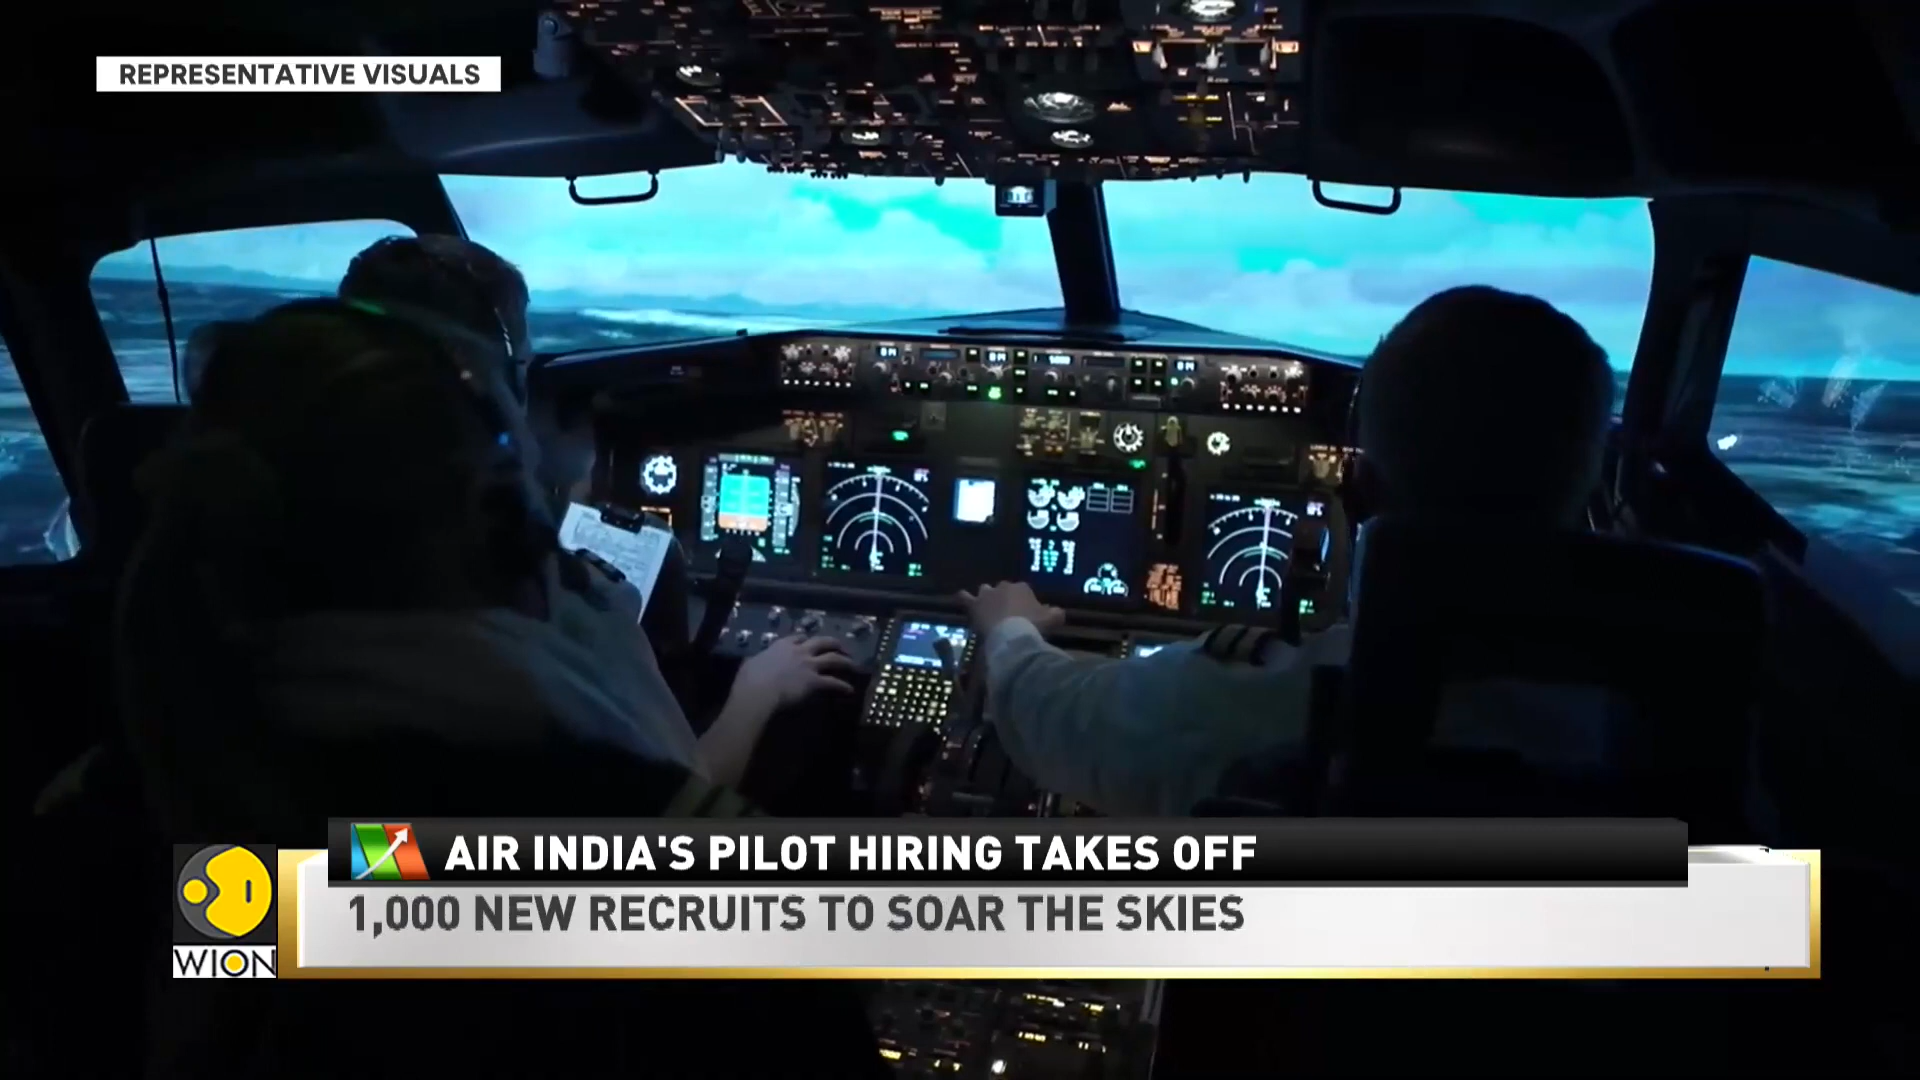 REPRESENTATIVE VISUALS
AIR INDIA'S PILOT HIRING TAKES OFF
1,000 NEW RECRUITS TO SOAR THE SKIES
WION